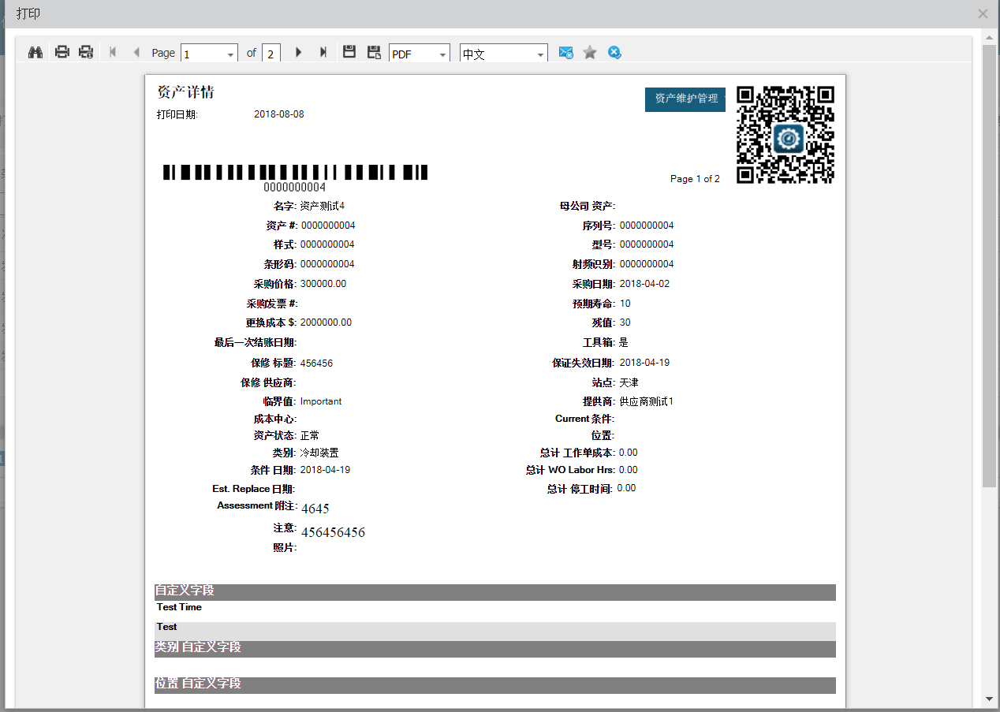 打印
Page 1 of 2 PDF 中文
资产详情
资产维护管理
打印日期: 2018-08-08
Page 1 of 2
0000000004
名字: 资产测试4 母公司 资产:
资产 #: 0000000004 序列号: 0000000004
样式: 0000000004 型号: 0000000004
条形码: 0000000004 射频识别: 0000000004
采购价格: 300000.00 采购日期: 2018-04-02
采购发票 #: 预期寿命: 10
更换成本 $: 2000000.00 残值: 30
最后一次结账日期: 工具箱: 是
保修 标题: 456456 保证失效日期: 2018-04-19
保修 供应商: 站点: 天津
临界值: Important 提供商: 供应商测试1
成本中心: Current 条件:
资产状态: 正常 位置:
类别: 冷却装置 总计 工作单成本: 0.00
条件 日期: 2018-04-19 总计 WO Labor Hrs: 0.00
Est. Replace 日期: 总计 停工时间: 0.00
Assessment 附注: 4645
注意: 456456456
照片:
自定义字段
Test Time
Test
类别 自定义字段
位置 自定义字段